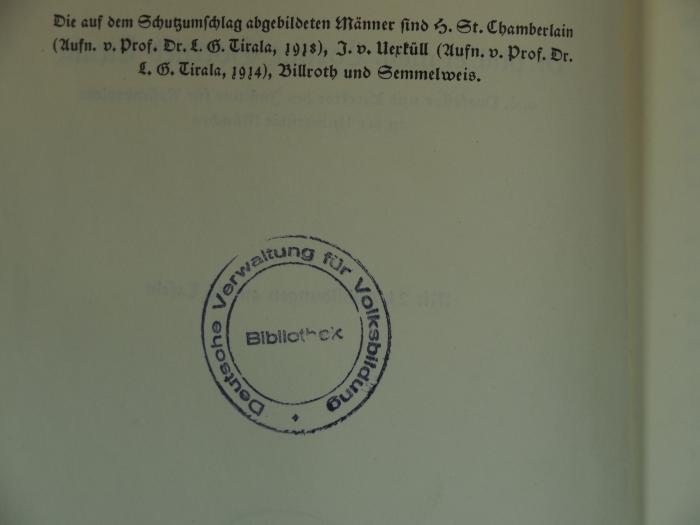 Die auf dem Schutzumschlag abgebildeten Männer sind H. St. Chamberlain
(Aufn. v. Prof. Dr. L. G. Tirala, 1918), J. v. Uexküll (Aufn. v. Prof. Dr.
L. G. Tirala, 1914), Billroth und Semmelweis.
Deutsche Verwaltung für Volksbildung
Bibliothek